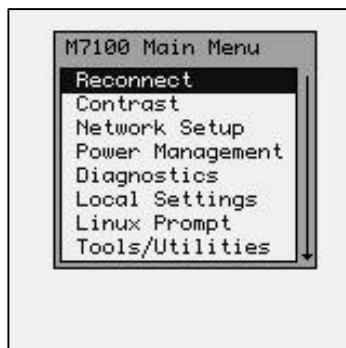 M7100 Main Menu
Reconnect
Contrast
Network Setup
Power Management
Diagnostics
Local Settings
Linux Prompt
Tools/Utilities